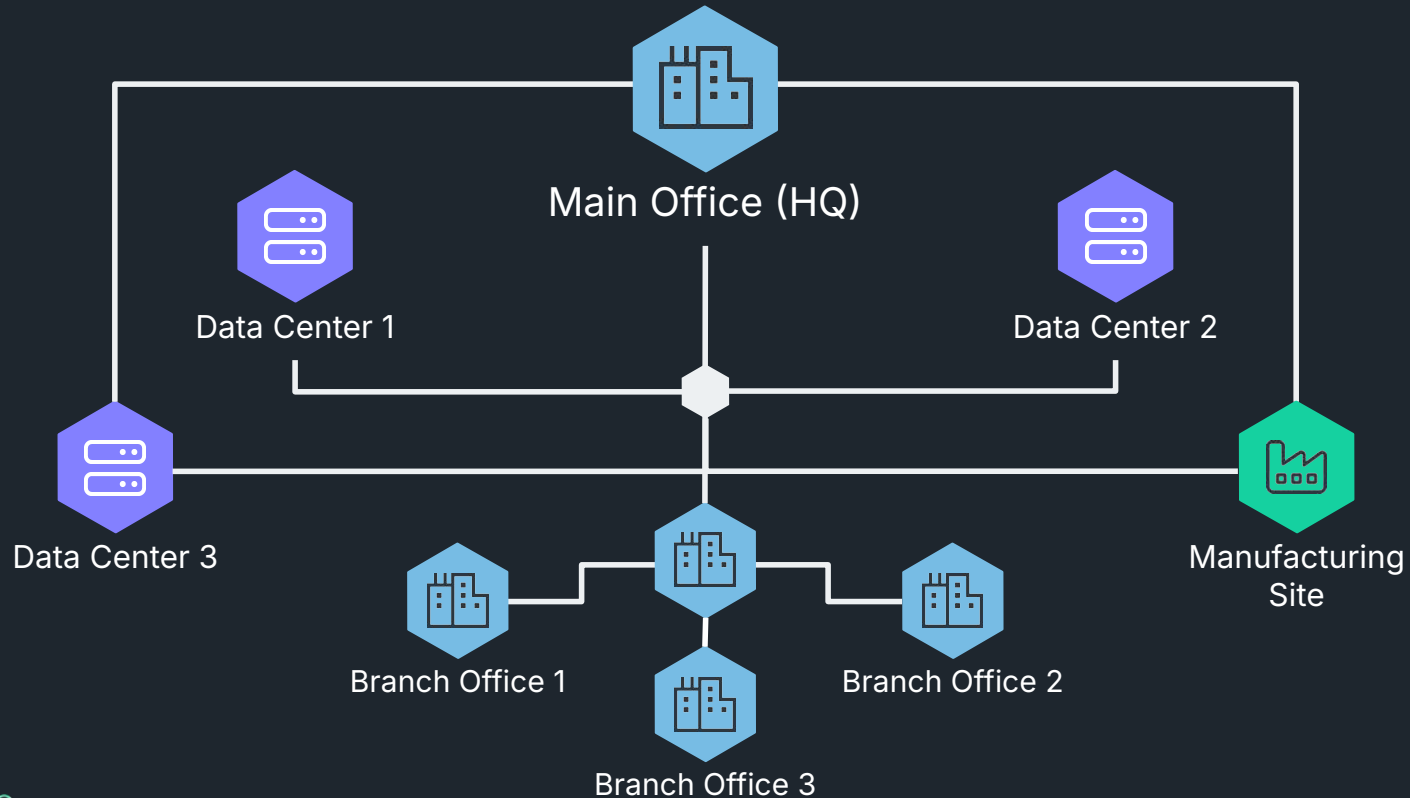 Main Office (HQ)
Data Center 1
Data Center 2
Data Center 3
Manufacturing
Site
Branch Office 1
Branch Office 2
Branch Office 3